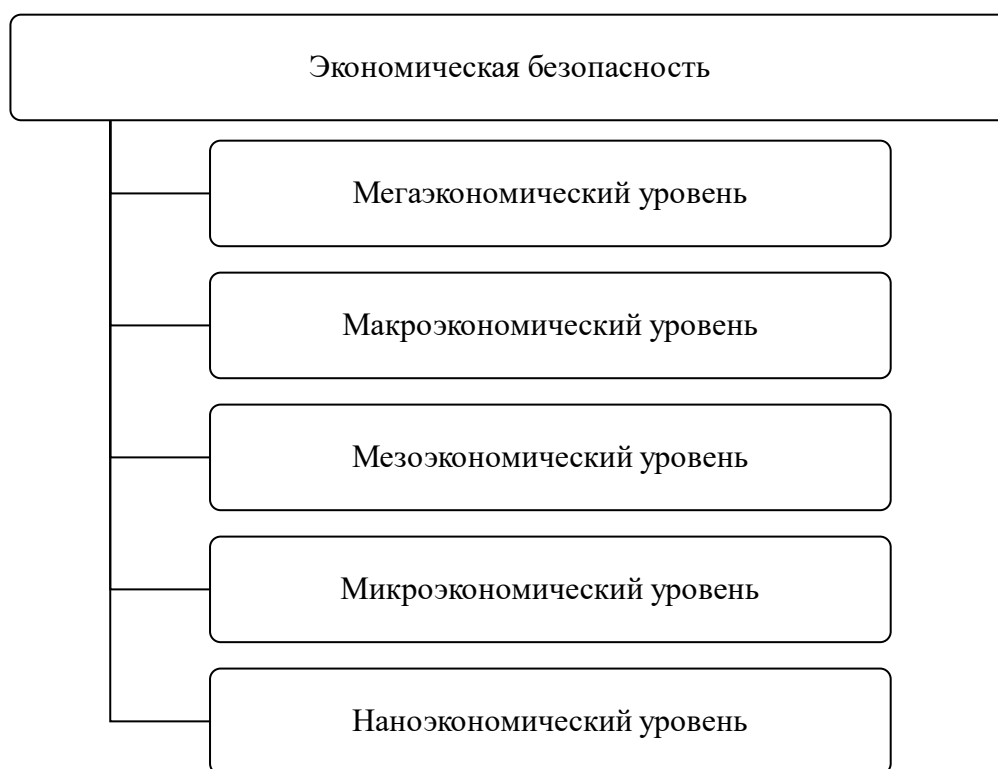 Экономическая безопасность
Мегаэкономический уровень
Макроэкономический уровень
Мезоэкономический уровень
Микроэкономический уровень
Наноэкономический уровень